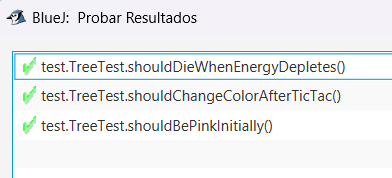 BlueJ: Probar Resultados
test.TreeTest.shouldDieWhenEnergyDepletes()
test.TreeTest.shouldChangeColorAfterTicTac()
test.TreeTest.shouldBePinkInitially()